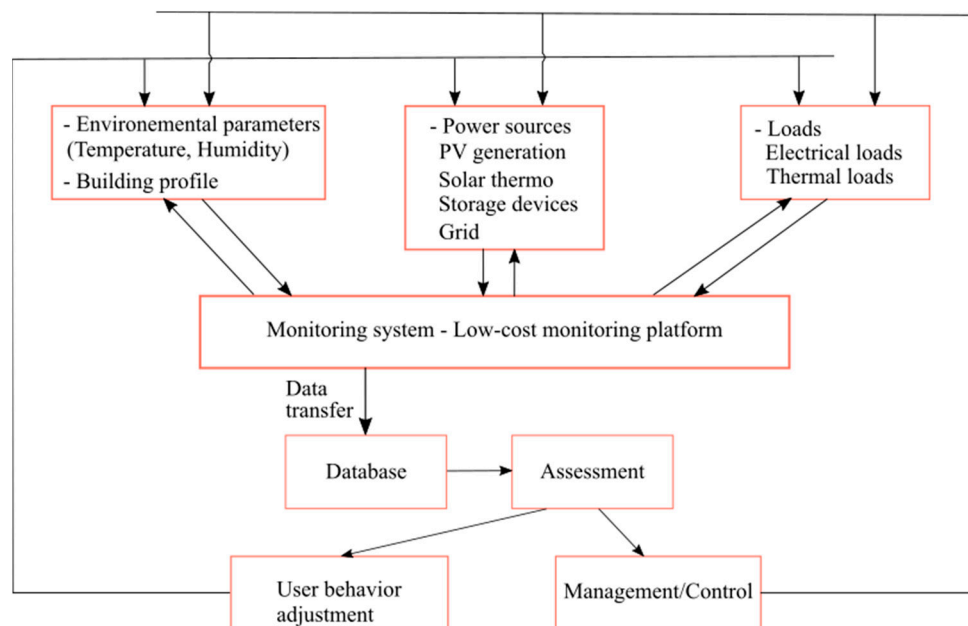 - Environemental parameters
(Temperature, Humidity)
- Building profile
- Power sources
PV generation
Solar thermo
Storage devices
Grid
- Loads
Electrical loads
Thermal loads
Monitoring system - Low-cost monitoring platform
Data
transfer
Database
Assessment
User behavior
adjustment
Management/Control